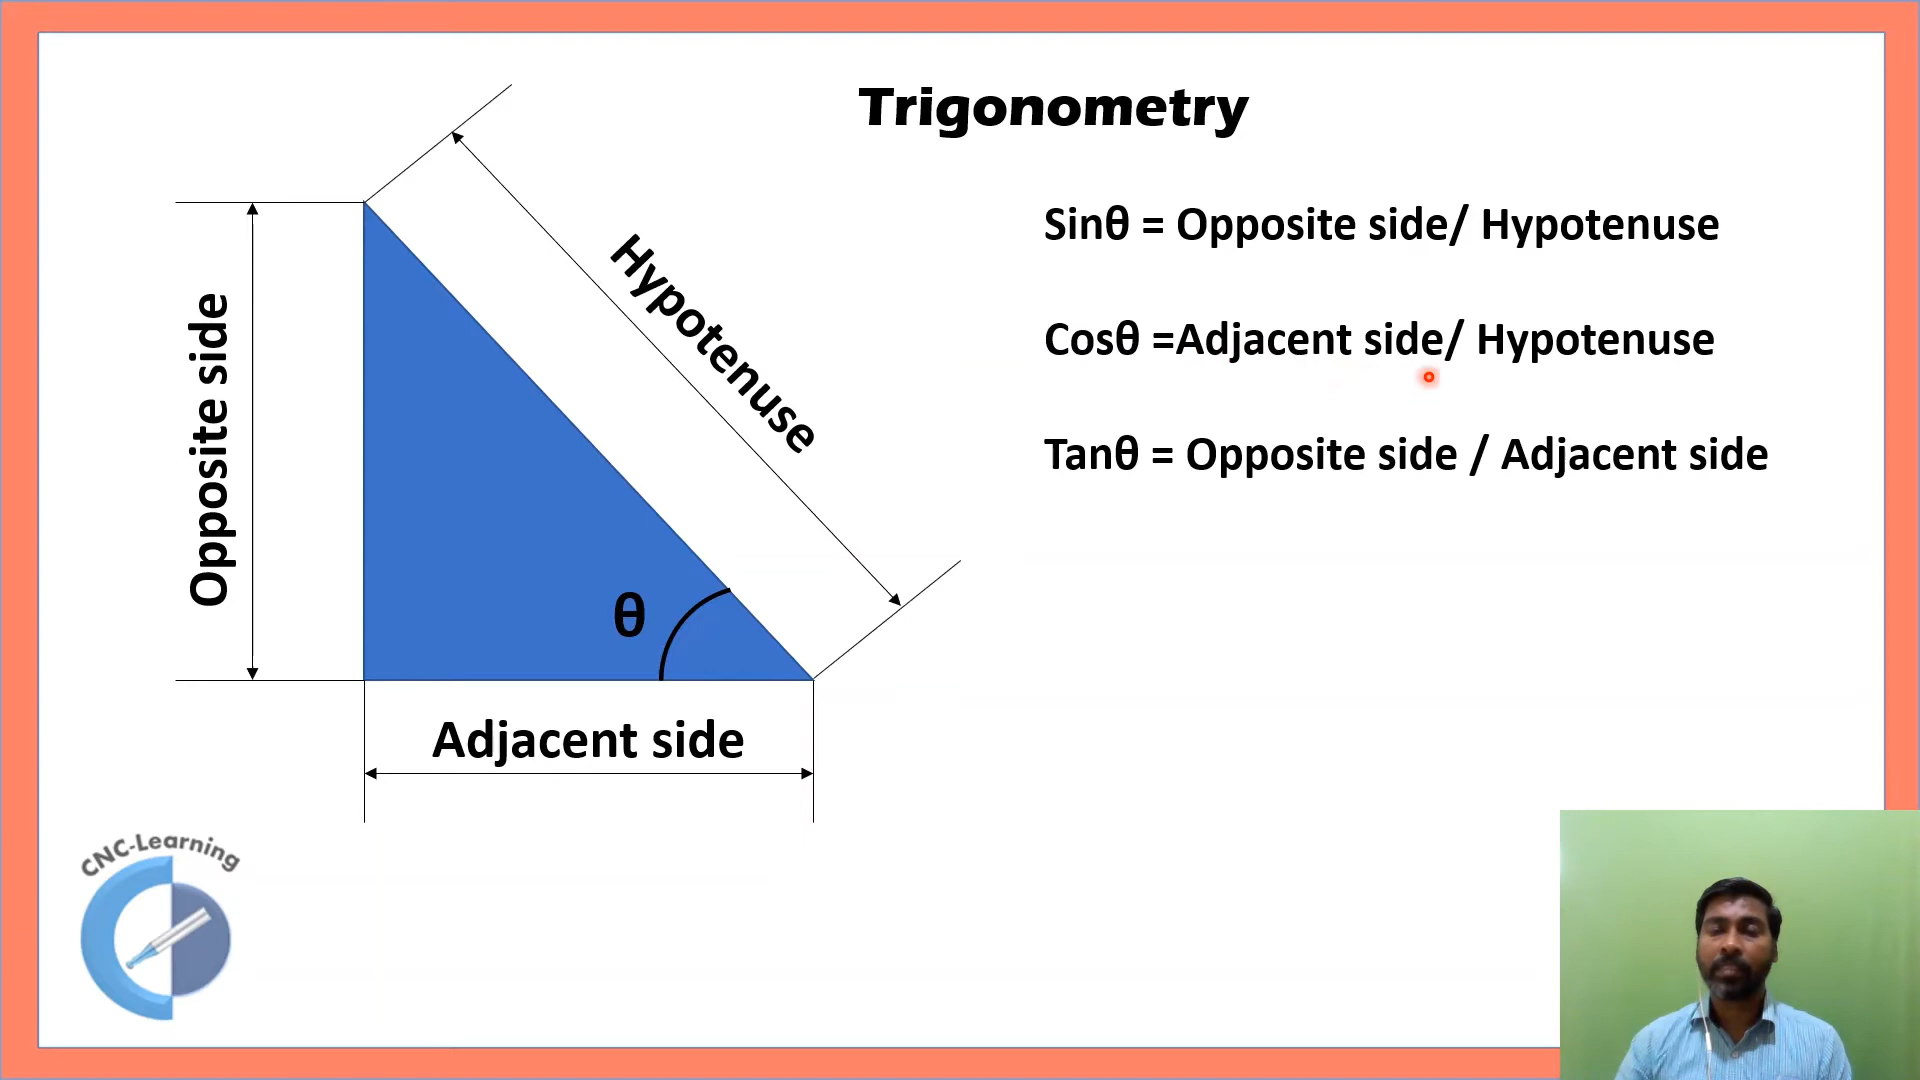 Trigonometry
Sinθ = Opposite side/ Hypotenuse
Cosθ =Adjacent side/ Hypotenuse
Tanθ = Opposite side / Adjacent side
Opposite side
Hypotenuse
θ
Adjacent side
CNC-Learning